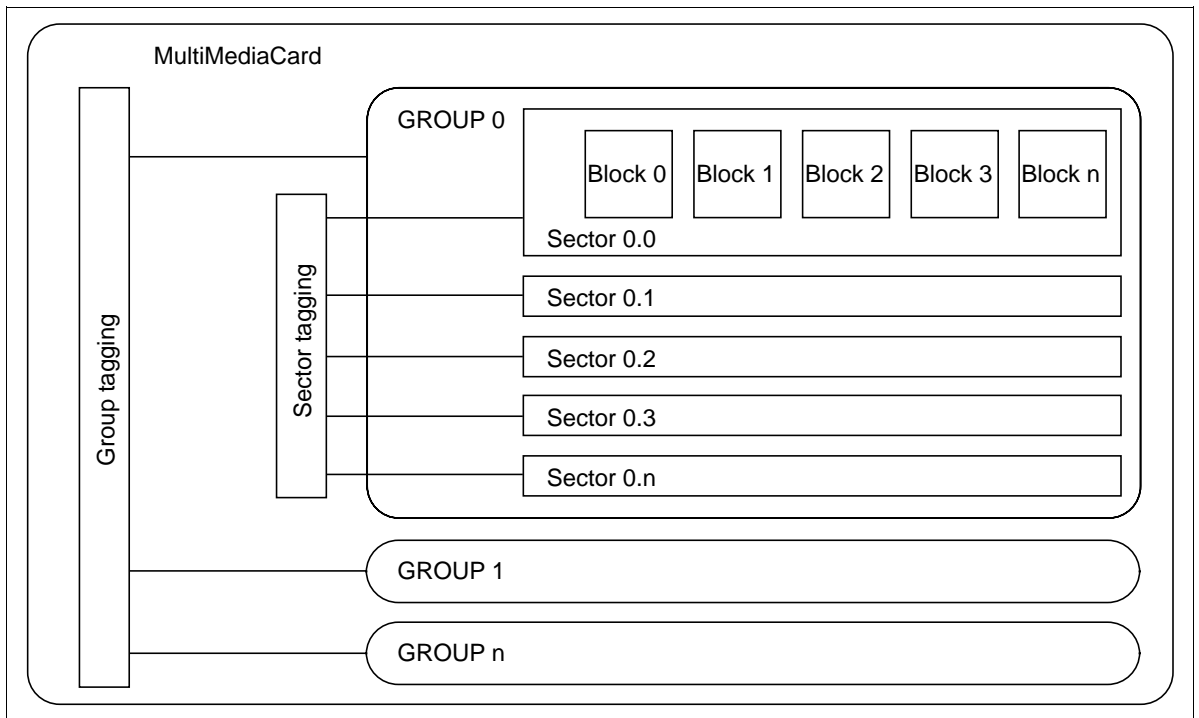 MultiMediaCard
Group tagging
Sector tagging
GROUP 0
Block 0
Block 1
Block 2
Block 3
Block n
Sector 0.0
Sector 0.1
Sector 0.2
Sector 0.3
Sector 0.n
GROUP 1
GROUP n